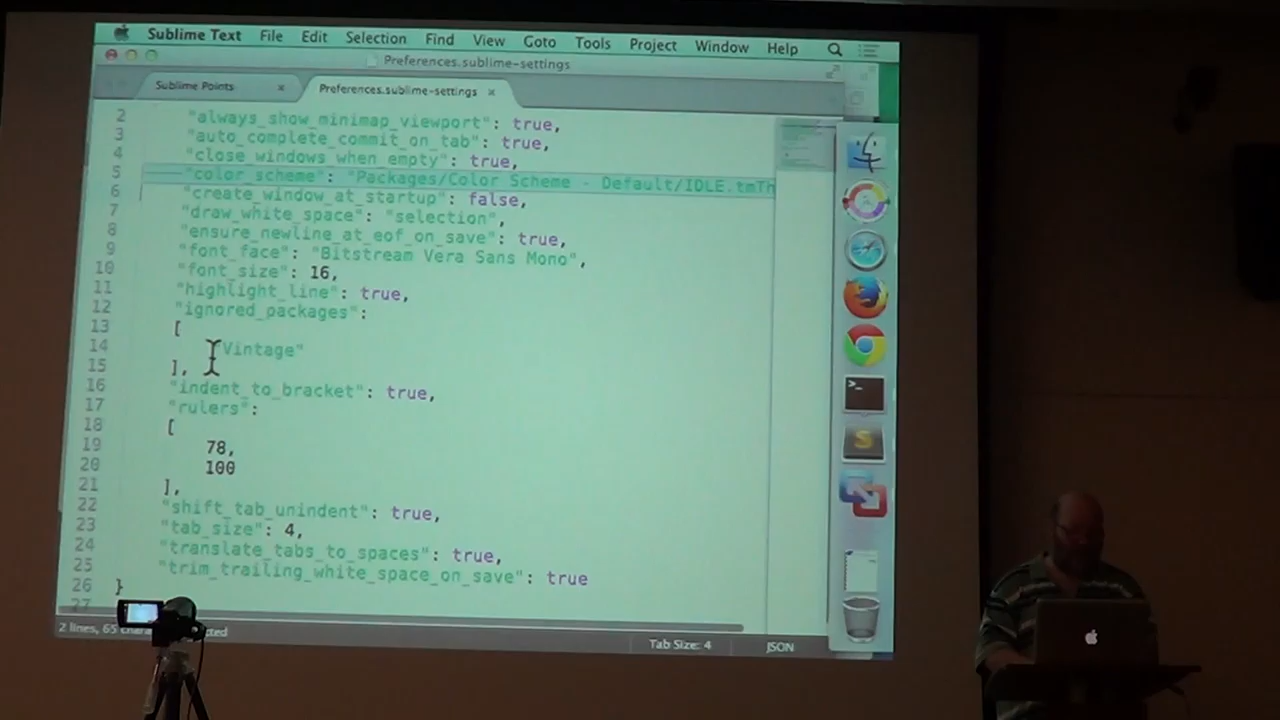 Sublime Text File Edit Selection Find View Goto Tools Project Window Help
Preferences.sublime-settings
Sublime Points × Preferences.sublime-settings ×
2 "always_show_minimap_viewport": true,
3 "auto_complete_commit_on_tab": true,
4 "close_windows_when_empty": true,
5 "color_scheme": "Packages/Color Scheme - Default/IDLE.tmTh
6 "create_window_at_startup": false,
7 "draw_white_space": "selection",
8 "ensure_newline_at_eof_on_save": true,
9 "font_face": "Bitstream Vera Sans Mono",
10 "font_size": 16,
11 "highlight_line": true,
12 "ignored_packages":
13 [
14 "Vintage"
15 ],
16 "indent_to_bracket": true,
17 "rulers":
18 [
19 78,
20 100
21 ],
22 "shift_tab_unindent": true,
23 "tab_size": 4,
24 "translate_tabs_to_spaces": true,
25 "trim_trailing_white_space_on_save": true
26 }
27
2 lines, 65 Tab Size: 4 JSON